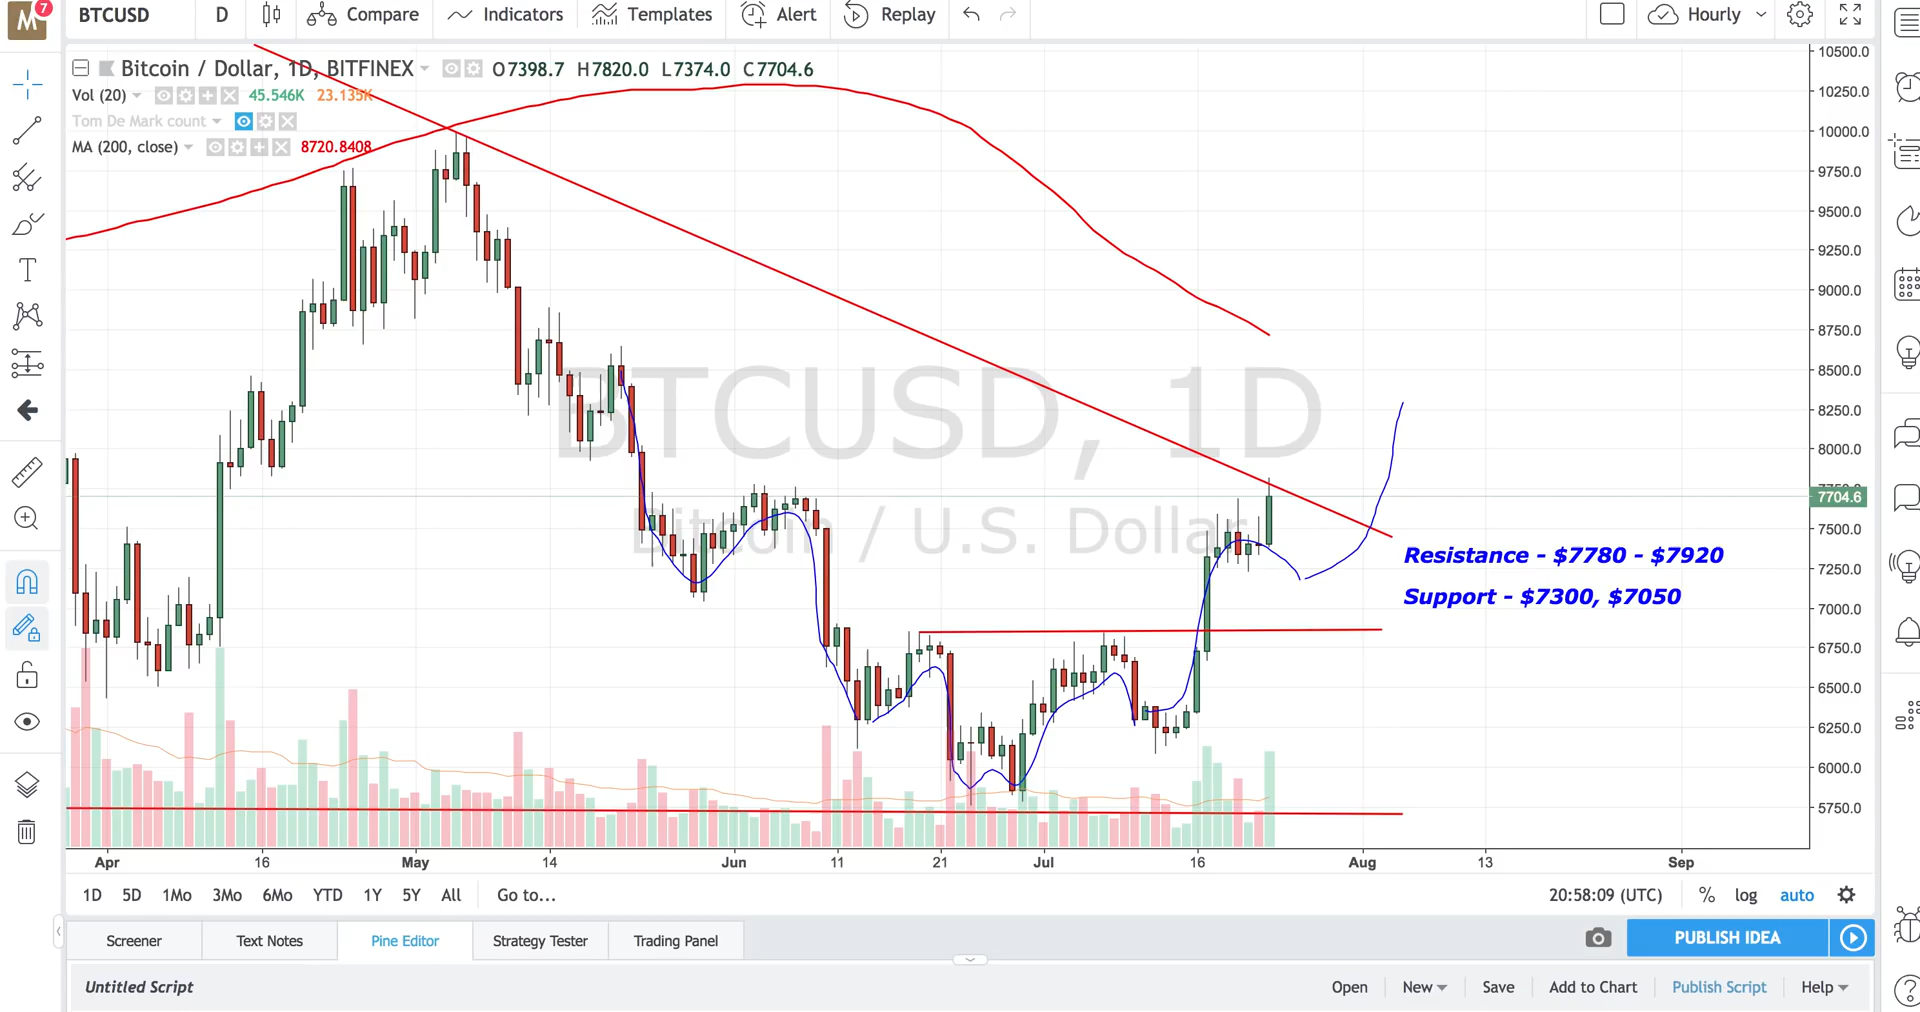 M 7 BTCUSD D Compare Indicators Templates Alert Replay Hourly
Bitcoin / Dollar, 1D, BITFINEX O7398.7 H7820.0 L7374.0 C7704.6
Vol (20) 45.546K 23.135K
Tom De Mark count
MA (200, close) 8720.8408
BTCUSD, 1D
Bitcoin / U.S. Dollar
10500.0
10250.0
10000.0
9750.0
9500.0
9250.0
9000.0
8750.0
8500.0
8250.0
8000.0
7704.6
7500.0
7250.0
7000.0
6750.0
6500.0
6250.0
6000.0
5750.0
Resistance - $7780 - $7920
Support - $7300, $7050
Apr 16 May 14 Jun 11 21 Jul 16 Aug 13 Sep
1D 5D 1Mo 3Mo 6Mo YTD 1Y 5Y All Go to... 20:58:09 (UTC) % log auto
Screener Text Notes Pine Editor Strategy Tester Trading Panel PUBLISH IDEA
Untitled Script Open New Save Add to Chart Publish Script Help